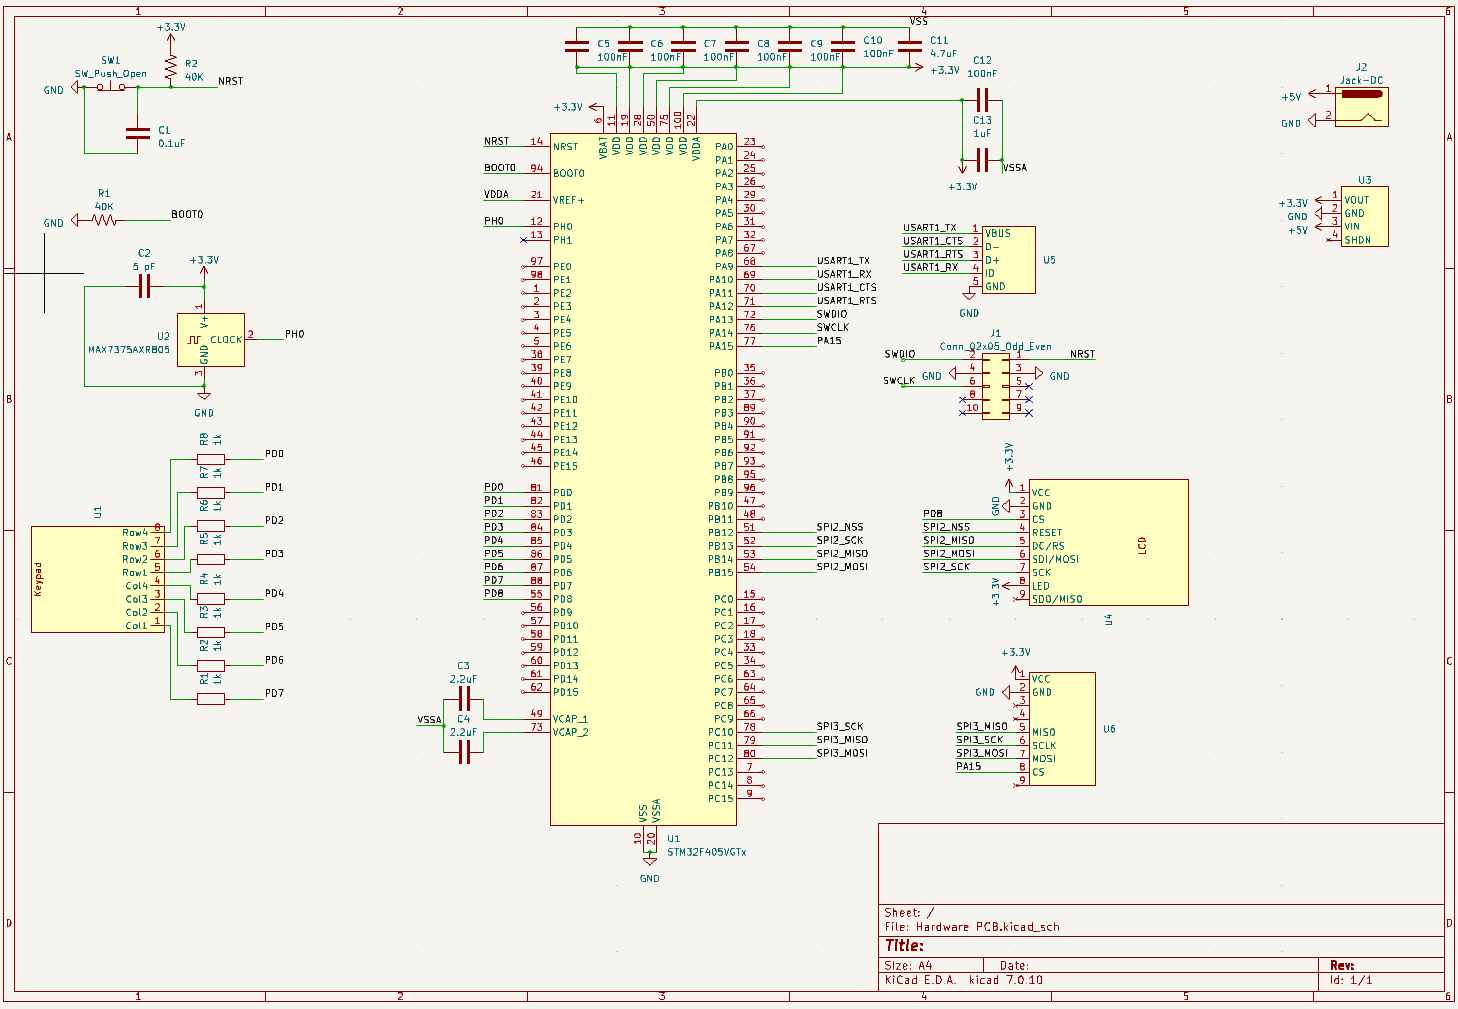 1 2 3 4 5 6
A
B
C
D
+3.3V
SW1
SW_Push_Open
R2
40K
GND
NRST
C1
0.1uF
R1
40K
GND
BOOT0
C2
5 pF
+3.3V
U2
MAX7375AXR805
V+
1
CLOCK
2
PH0
GND
3
GND
U1
Keypad
Row4 8
Row3 7
Row2 6
Row1 5
Col4 4
Col3 3
Col2 2
Col1 1
R8 1k PD0
R7 1k PD1
R6 1k PD2
R5 1k PD3
R4 1k PD4
R3 1k PD5
R2 1k PD6
R1 1k PD7
VSS
C5 100nF
C6 100nF
C7 100nF
C8 100nF
C9 100nF
C10 100nF
C11 4.7uF
+3.3V
C12
100nF
C13
1uF
VSSA
+3.3V
+3.3V
6 11 19 28 50 75 100 22
VBAT VDD VDD VDD VDD VDD VDD VDDA
NRST 14 NRST
BOOT0 94 BOOT0
VDDA 21 VREF+
PH0 12 PH0
13 PH1
97 PE0
98 PE1
1 PE2
2 PE3
3 PE4
4 PE5
5 PE6
38 PE7
39 PE8
40 PE9
41 PE10
42 PE11
43 PE12
44 PE13
45 PE14
46 PE15
PD0 81 PD0
PD1 82 PD1
PD2 83 PD2
PD3 84 PD3
PD4 85 PD4
PD5 86 PD5
PD6 87 PD6
PD7 88 PD7
PD8 55 PD8
56 PD9
57 PD10
58 PD11
59 PD12
60 PD13
61 PD14
62 PD15
C3
2.2uF
VSSA
C4
2.2uF
49 VCAP_1
73 VCAP_2
PA0 23
PA1 24
PA2 25
PA3 26
PA4 29
PA5 30
PA6 31
PA7 32
PA8 67
PA9 68 USART1_TX
PA10 69 USART1_RX
PA11 70 USART1_CTS
PA12 71 USART1_RTS
PA13 72 SWDIO
PA14 76 SWCLK
PA15 77 PA15
PB0 35
PB1 36
PB2 37
PB3 89
PB4 90
PB5 91
PB6 92
PB7 93
PB8 95
PB9 96
PB10 47
PB11 48
PB12 51 SPI2_NSS
PB13 52 SPI2_SCK
PB14 53 SPI2_MISO
PB15 54 SPI2_MOSI
PC0 15
PC1 16
PC2 17
PC3 18
PC4 33
PC5 34
PC6 63
PC7 64
PC8 65
PC9 66
PC10 78 SPI3_SCK
PC11 79 SPI3_MISO
PC12 80 SPI3_MOSI
PC13 7
PC14 8
PC15 9
VSS VSSA
10 20
U1
STM32F405VGTx
GND
J2
Jack-DC
+5V 1
GND 2
U3
+3.3V 1 VOUT
GND 2 GND
+5V 3 VIN
4 SHDN
USART1_TX 1 VBUS
USART1_CTS 2 D-
USART1_RTS 3 D+
USART1_RX 4 ID
5 GND
U5
GND
J1
Conn_02x05_Odd_Even
SWDIO 2 1 NRST
GND 4 3 GND
SWCLK 6 5
8 7
10 9
+3.3V 1 VCC
GND 2 GND
PD8 3 CS
SPI2_NSS 4 RESET
SPI2_MISO 5 DC/RS
SPI2_MOSI 6 SDI/MOSI
SPI2_SCK 7 SCK
+3.3V 8 LED
9 SDO/MISO
LCD
U4
+3.3V
1 VCC
GND 2 GND
3
4
SPI3_MISO 5 MISO
SPI3_SCK 6 SCLK
SPI3_MOSI 7 MOSI
PA15 8 CS
9
U6
Sheet: /
File: Hardware PCB.kicad_sch
Title:
Size: A4 Date: Rev:
KiCad E.D.A. kicad 7.0.10 Id: 1/1
A
B
C
D
1 2 3 4 5 6